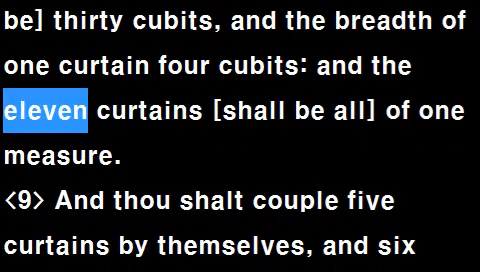 be] thirty cubits, and the breadth of
one curtain four cubits: and the
eleven curtains [shall be all] of one
measure.
<9> And thou shalt couple five
curtains by themselves, and six